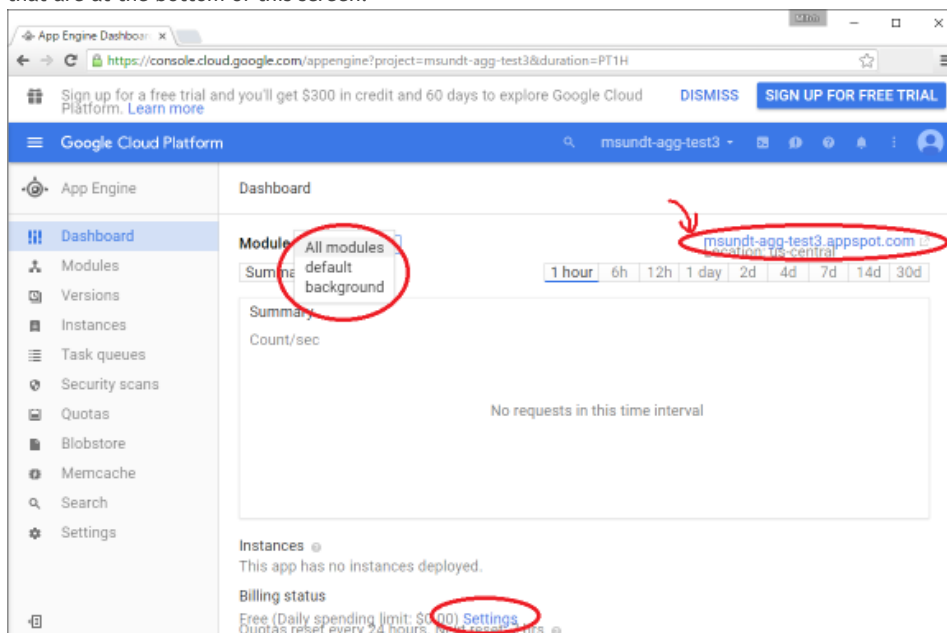 that are at the bottom of this screen.
App Engine Dashboar
https://console.cloud.google.com/appengine?project=msundt-agg-test3&duration=PT1H
Sign up for a free trial and you'll get $300 in credit and 60 days to explore Google Cloud
Platform. Learn more
DISMISS
SIGN UP FOR FREE TRIAL
Google Cloud Platform
msundt-agg-test3
App Engine
Dashboard
Dashboard
Modules
Versions
Instances
Task queues
Security scans
Quotas
Blobstore
Memcache
Search
Settings
Module
All modules
default
background
msundt-agg-test3.appspot.com
Location: us-central
Summa
1 hour 6h 12h 1 day 2d 4d 7d 14d 30d
Summary
Count/sec
No requests in this time interval
Instances
This app has no instances deployed.
Billing status
Free (Daily spending limit: $0.00) Settings
Quotas reset every 24 hours. Next reset: hrs